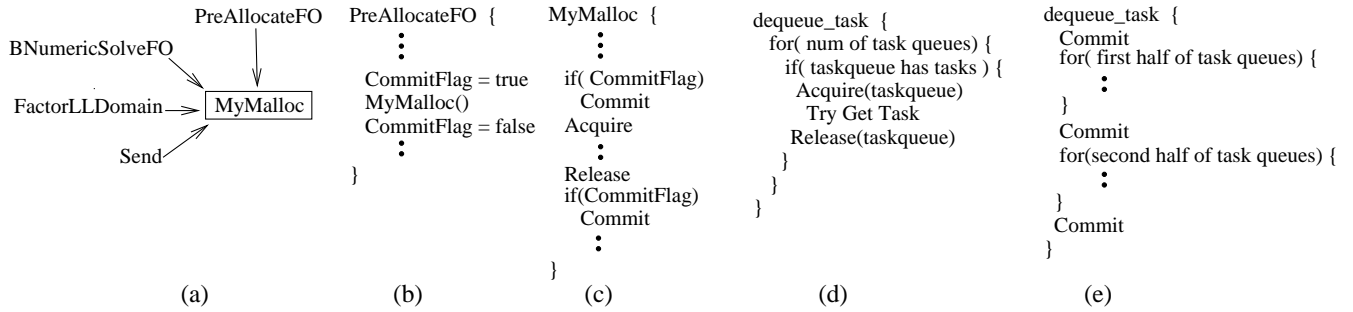 PreAllocateFO
BNumericSolveFO
FactorLLDomain
MyMalloc
Send
(a)
PreAllocateFO {
CommitFlag = true
MyMalloc()
CommitFlag = false
}
(b)
MyMalloc {
if( CommitFlag)
Commit
Acquire
Release
if(CommitFlag)
Commit
}
(c)
dequeue_task {
for( num of task queues) {
if( taskqueue has tasks ) {
Acquire(taskqueue)
Try Get Task
Release(taskqueue)
}
}
}
(d)
dequeue_task {
Commit
for( first half of task queues) {
}
Commit
for(second half of task queues) {
}
Commit
}
(e)